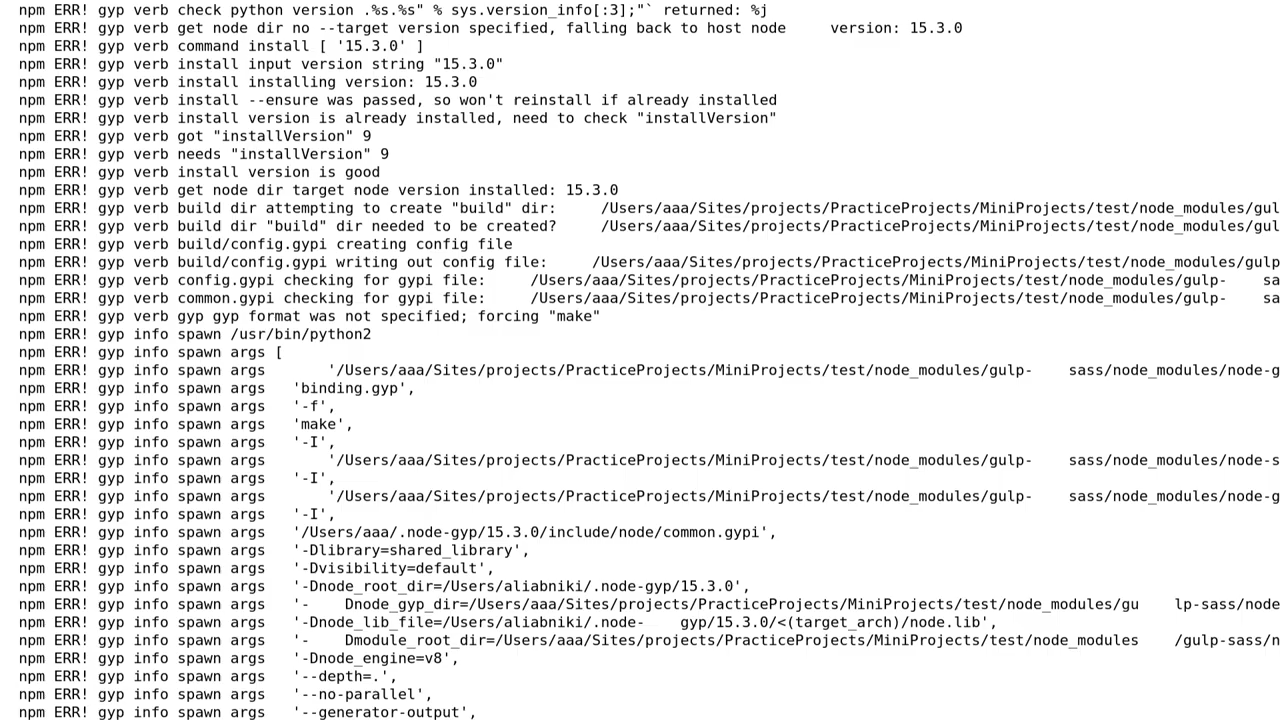 npm ERR! gyp verb check python version .%s.%s" % sys.version_info[:3];"` returned: %j
npm ERR! gyp verb get node dir no --target version specified, falling back to host node     version: 15.3.0
npm ERR! gyp verb command install [ '15.3.0' ]
npm ERR! gyp verb install input version string "15.3.0"
npm ERR! gyp verb install installing version: 15.3.0
npm ERR! gyp verb install --ensure was passed, so won't reinstall if already installed
npm ERR! gyp verb install version is already installed, need to check "installVersion"
npm ERR! gyp verb got "installVersion" 9
npm ERR! gyp verb needs "installVersion" 9
npm ERR! gyp verb install version is good
npm ERR! gyp verb get node dir target node version installed: 15.3.0
npm ERR! gyp verb build dir attempting to create "build" dir:     /Users/aaa/Sites/projects/PracticeProjects/MiniProjects/test/node_modules/gul
npm ERR! gyp verb build dir "build" dir needed to be created?     /Users/aaa/Sites/projects/PracticeProjects/MiniProjects/test/node_modules/gul
npm ERR! gyp verb build/config.gypi creating config file
npm ERR! gyp verb build/config.gypi writing out config file:     /Users/aaa/Sites/projects/PracticeProjects/MiniProjects/test/node_modules/gulp
npm ERR! gyp verb config.gypi checking for gypi file:     /Users/aaa/Sites/projects/PracticeProjects/MiniProjects/test/node_modules/gulp-    sa
npm ERR! gyp verb common.gypi checking for gypi file:     /Users/aaa/Sites/projects/PracticeProjects/MiniProjects/test/node_modules/gulp-    sa
npm ERR! gyp verb gyp gyp format was not specified; forcing "make"
npm ERR! gyp info spawn /usr/bin/python2
npm ERR! gyp info spawn args [
npm ERR! gyp info spawn args       '/Users/aaa/Sites/projects/PracticeProjects/MiniProjects/test/node_modules/gulp-    sass/node_modules/node-g
npm ERR! gyp info spawn args   'binding.gyp',
npm ERR! gyp info spawn args   '-f',
npm ERR! gyp info spawn args   'make',
npm ERR! gyp info spawn args   '-I',
npm ERR! gyp info spawn args       '/Users/aaa/Sites/projects/PracticeProjects/MiniProjects/test/node_modules/gulp-    sass/node_modules/node-s
npm ERR! gyp info spawn args   '-I',
npm ERR! gyp info spawn args       '/Users/aaa/Sites/projects/PracticeProjects/MiniProjects/test/node_modules/gulp-    sass/node_modules/node-g
npm ERR! gyp info spawn args   '-I',
npm ERR! gyp info spawn args   '/Users/aaa/.node-gyp/15.3.0/include/node/common.gypi',
npm ERR! gyp info spawn args   '-Dlibrary=shared_library',
npm ERR! gyp info spawn args   '-Dvisibility=default',
npm ERR! gyp info spawn args   '-Dnode_root_dir=/Users/aliabniki/.node-gyp/15.3.0',
npm ERR! gyp info spawn args   '-    Dnode_gyp_dir=/Users/aaa/Sites/projects/PracticeProjects/MiniProjects/test/node_modules/gu    lp-sass/node
npm ERR! gyp info spawn args   '-Dnode_lib_file=/Users/aliabniki/.node-    gyp/15.3.0/<(target_arch)/node.lib',
npm ERR! gyp info spawn args   '-    Dmodule_root_dir=/Users/aaa/Sites/projects/PracticeProjects/MiniProjects/test/node_modules    /gulp-sass/n
npm ERR! gyp info spawn args   '-Dnode_engine=v8',
npm ERR! gyp info spawn args   '--depth=.',
npm ERR! gyp info spawn args   '--no-parallel',
npm ERR! gyp info spawn args   '--generator-output',